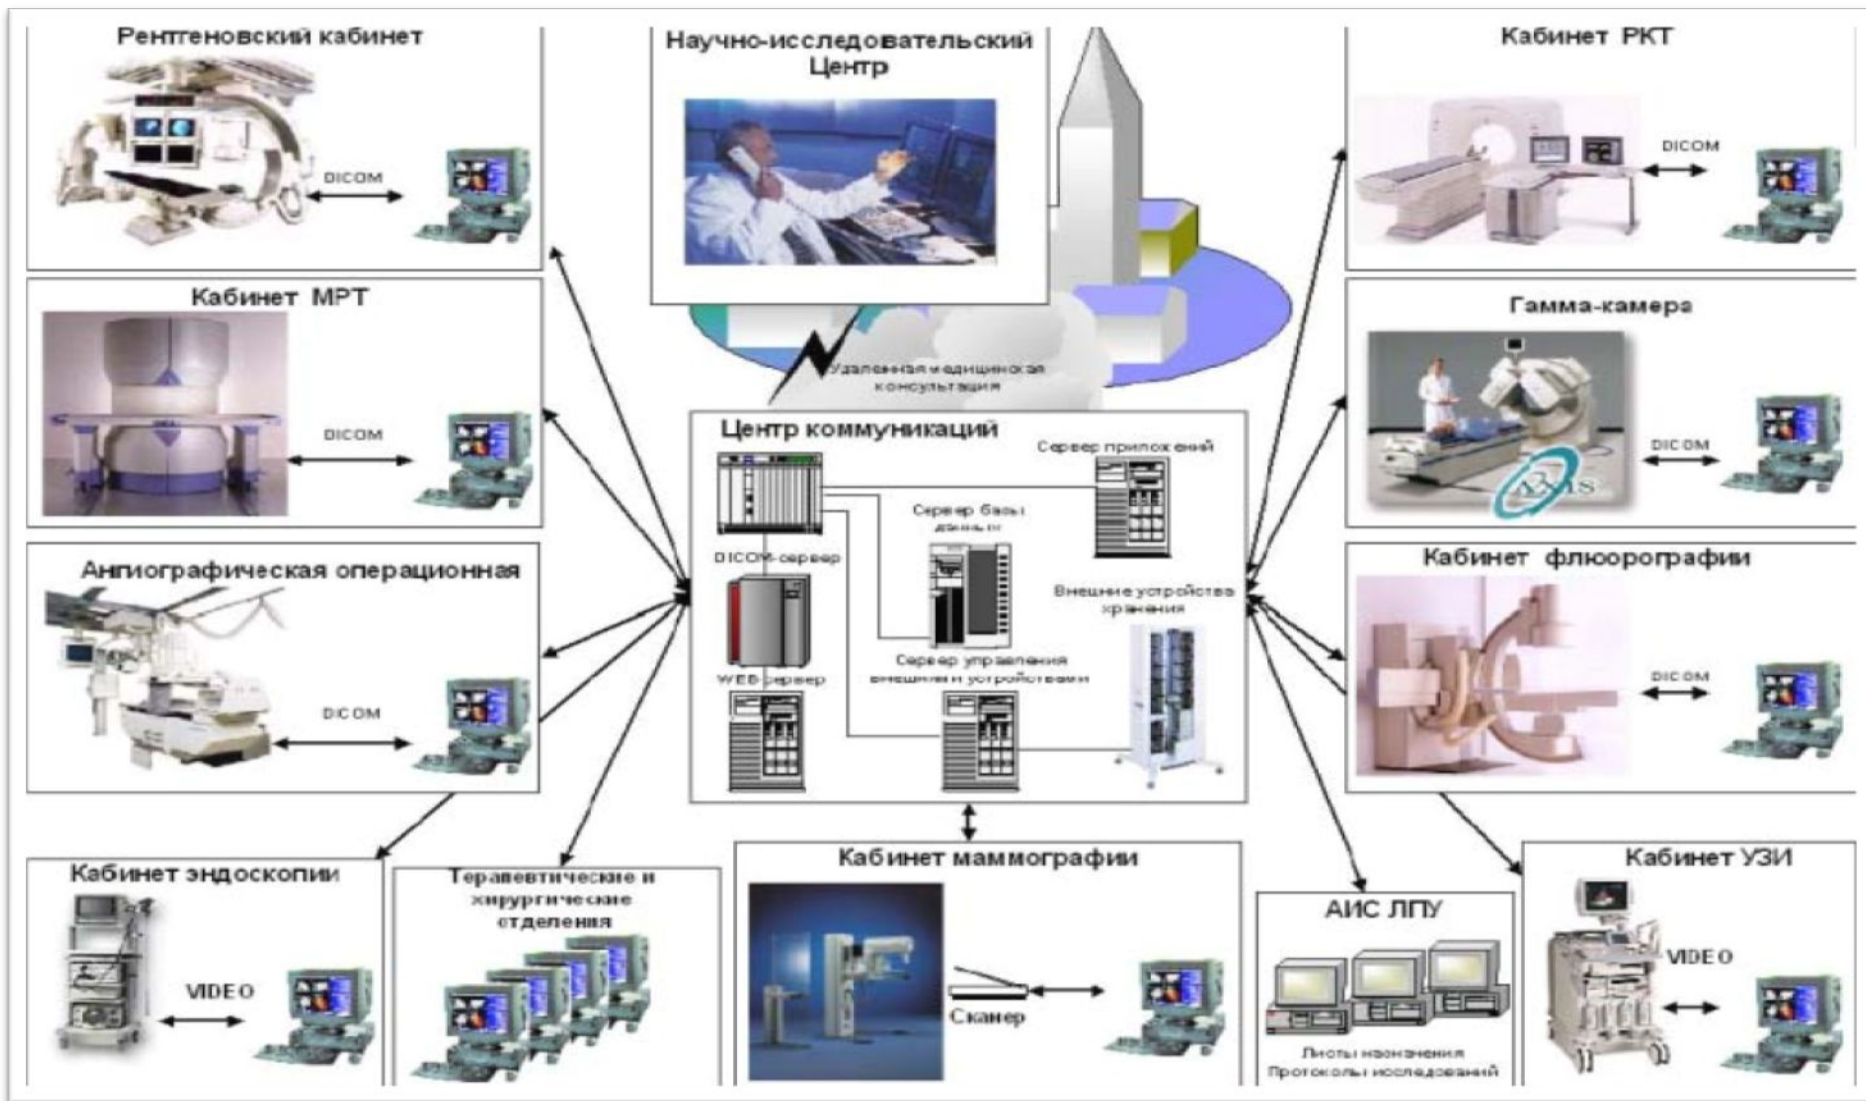 Рентгеновский кабинет
DICOM
Научно-исследовательский
Центр
Кабинет РКТ
DICOM
Кабинет МРТ
DICOM
Удаленная медицинская
консультация
Гамма-камера
DICOM
Центр коммуникаций
Сервер приложений
Сервер базы
данных
DICOM-сервер
Внешние устройства
хранения
Сервер управления
внешними устройствами
WEB-сервер
Ангиографическая операционная
DICOM
Кабинет флюорографии
DICOM
Кабинет эндоскопии
VIDEO
Терапевтические и
хирургические
отделения
Кабинет маммографии
Сканер
АИС ЛПУ
Листы назначения
Протоколы исследований
Кабинет УЗИ
VIDEO